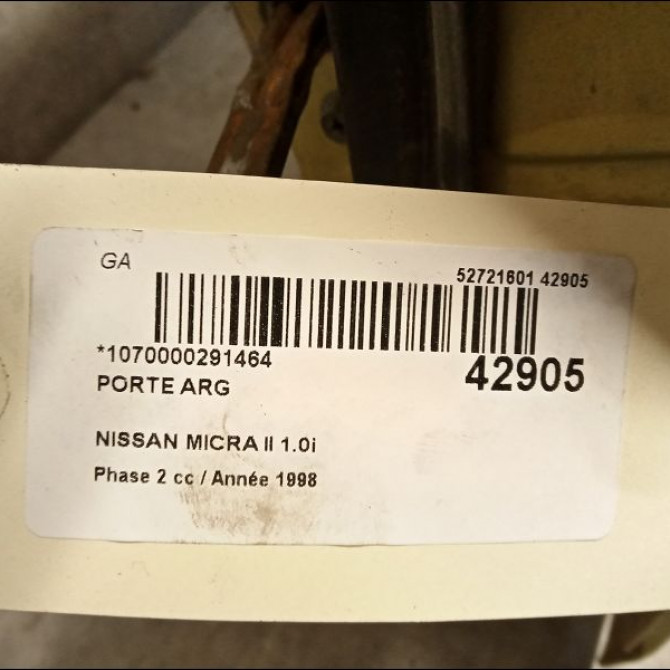 GA
52721601 42905
*1070000291464
42905
PORTE ARG
NISSAN MICRA II 1.0i
Phase 2 cc / Année 1998